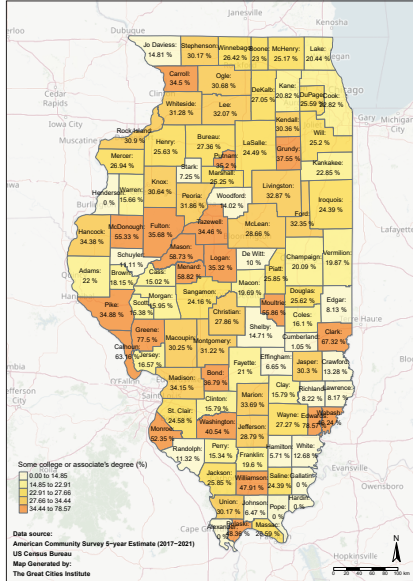 Janesville
Dubuque
Kenosha
Jo Daviess:
14.81 %
Stephenson:
30.17 %
Winnebago:
26.42 %
Boone:
23 %
McHenry:
25.17 %
Lake:
20.44 %
Carroll:
34.5 %
Ogle:
30.68 %
DeKalb:
27.05 %
Kane:
20.82 %
DuPage:
25.59 %
Cook:
Cedar
Rapids
Iowa City
Muscatine
Whiteside:
31.28 %
Lee:
32.07 %
Kendall:
30.36 %
Will:
25.2 %
Rock Island:
30.9 %
Henry:
25.63 %
Bureau:
27.36 %
LaSalle:
24.49 %
Grundy:
37.55 %
Kankakee:
22.85 %
Mercer:
26.94 %
Putnam:
Stark:
7.25 %
Marshall:
25.25 %
Henderson:
0 %
Warren:
15.66 %
Knox:
30.64 %
Peoria:
31.86 %
Woodford:
14.02 %
Livingston:
32.87 %
Iroquois:
24.39 %
Ford:
32.35 %
Hancock:
34.38 %
McDonough:
55.33 %
Fulton:
35.68 %
Tazewell:
34.46 %
McLean:
28.66 %
Lafayette
Mason:
58.73 %
Logan:
35.32 %
De Witt:
10 %
Champaign:
20.09 %
Vermilion:
19.87 %
Schuyler:
Adams:
22 %
Brown:
18.15 %
Cass:
15.02 %
Menard:
58.82 %
Macon:
19.69 %
Piatt:
25.85 %
Pike:
34.88 %
Scott:
15.38 %
Morgan:
15.95 %
Sangamon:
24.16 %
Christian:
27.86 %
Moultrie:
55.86 %
Douglas:
25.62 %
Coles:
16.1 %
Edgar:
8.13 %
Shelby:
14.71 %
Cumberland:
1.05 %
Clark:
67.32 %
Greene:
77.5 %
Calhoun:
63.16 %
Jersey:
16.57 %
Macoupin:
30.25 %
Montgomery:
31.22 %
Fayette:
21 %
Effingham:
6.65 %
Jasper:
30.3 %
Crawford:
13.28 %
Madison:
34.15 %
Bond:
36.79 %
Clay:
15.79 %
Richland:
8.22 %
Lawrence:
8.17 %
Clinton:
15.79 %
Marion:
33.69 %
St. Clair:
24.58 %
Washington:
40.54 %
Jefferson:
28.79 %
Wayne:
27.27 %
Edwards:
78.57 %
Wabash:
Monroe:
52.35 %
Randolph:
11.32 %
Perry:
15.34 %
Franklin:
19.6 %
Hamilton:
5.71 %
White:
12.68 %
Evansville
Owensboro
Jackson:
25.85 %
Williamson:
47.91 %
Saline:
24.39 %
Gallatin:
0 %
Union:
30.17 %
Johnson:
6.47 %
Pope:
0 %
Hardin:
Alexander:
Pulaski:
48.36 %
Massac:
28.59 %
Hopkinsville
Some college or associate's degree (%)
0.00 to 14.85
14.85 to 22.91
22.91 to 27.66
27.66 to 34.44
34.44 to 78.57
Data source:
American Community Survey 5−year Estimate (2017−2021)
US Census Bureau
Map Generated by:
The Great Cities Institute
N
0 20 40 60 80 100 km